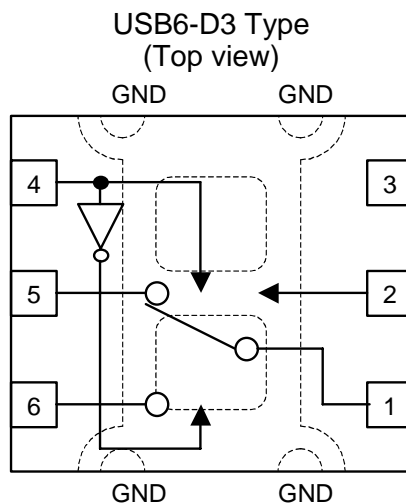 USB6-D3 Type
(Top view)
GND GND
4 3
5 2
6 1
GND GND